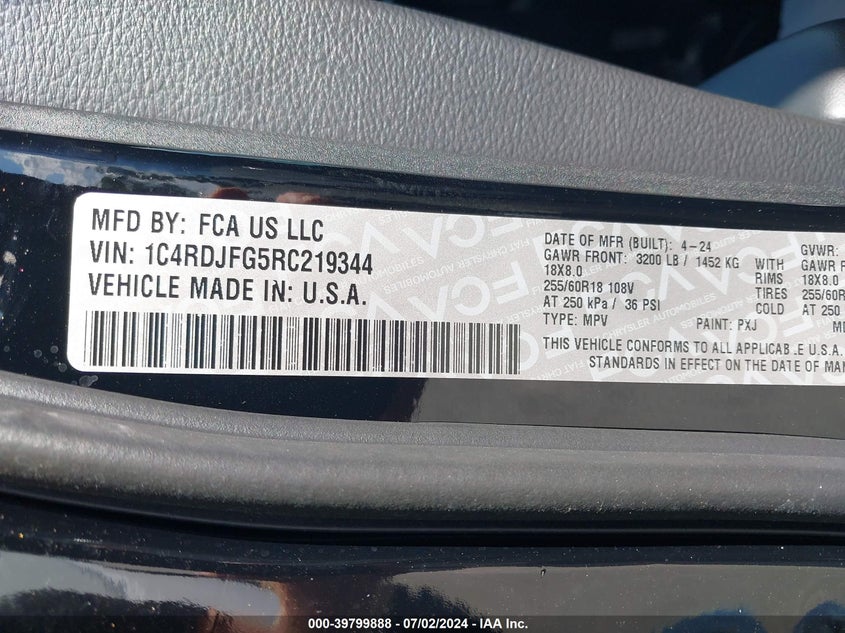 MFD BY: FCA US LLC
VIN: 1C4RDJFG5RC219344
VEHICLE MADE IN: U.S.A.
DATE OF MFR (BUILT): 4-24 GVWR:
GAWR FRONT: 3200 LB / 1452 KG WITH GAWR
18X8.0 RIMS 18X8.0
255/60R18 108V TIRES 255/60R
AT 250 kPa / 36 PSI COLD AT 250
TYPE: MPV PAINT: PXJ
THIS VEHICLE CONFORMS TO ALL APPLICAB.E U.S.A.
STANDARDS IN EFFECT ON THE DATE OF MAN
000-39799888 - 07/02/2024 - IAA Inc.